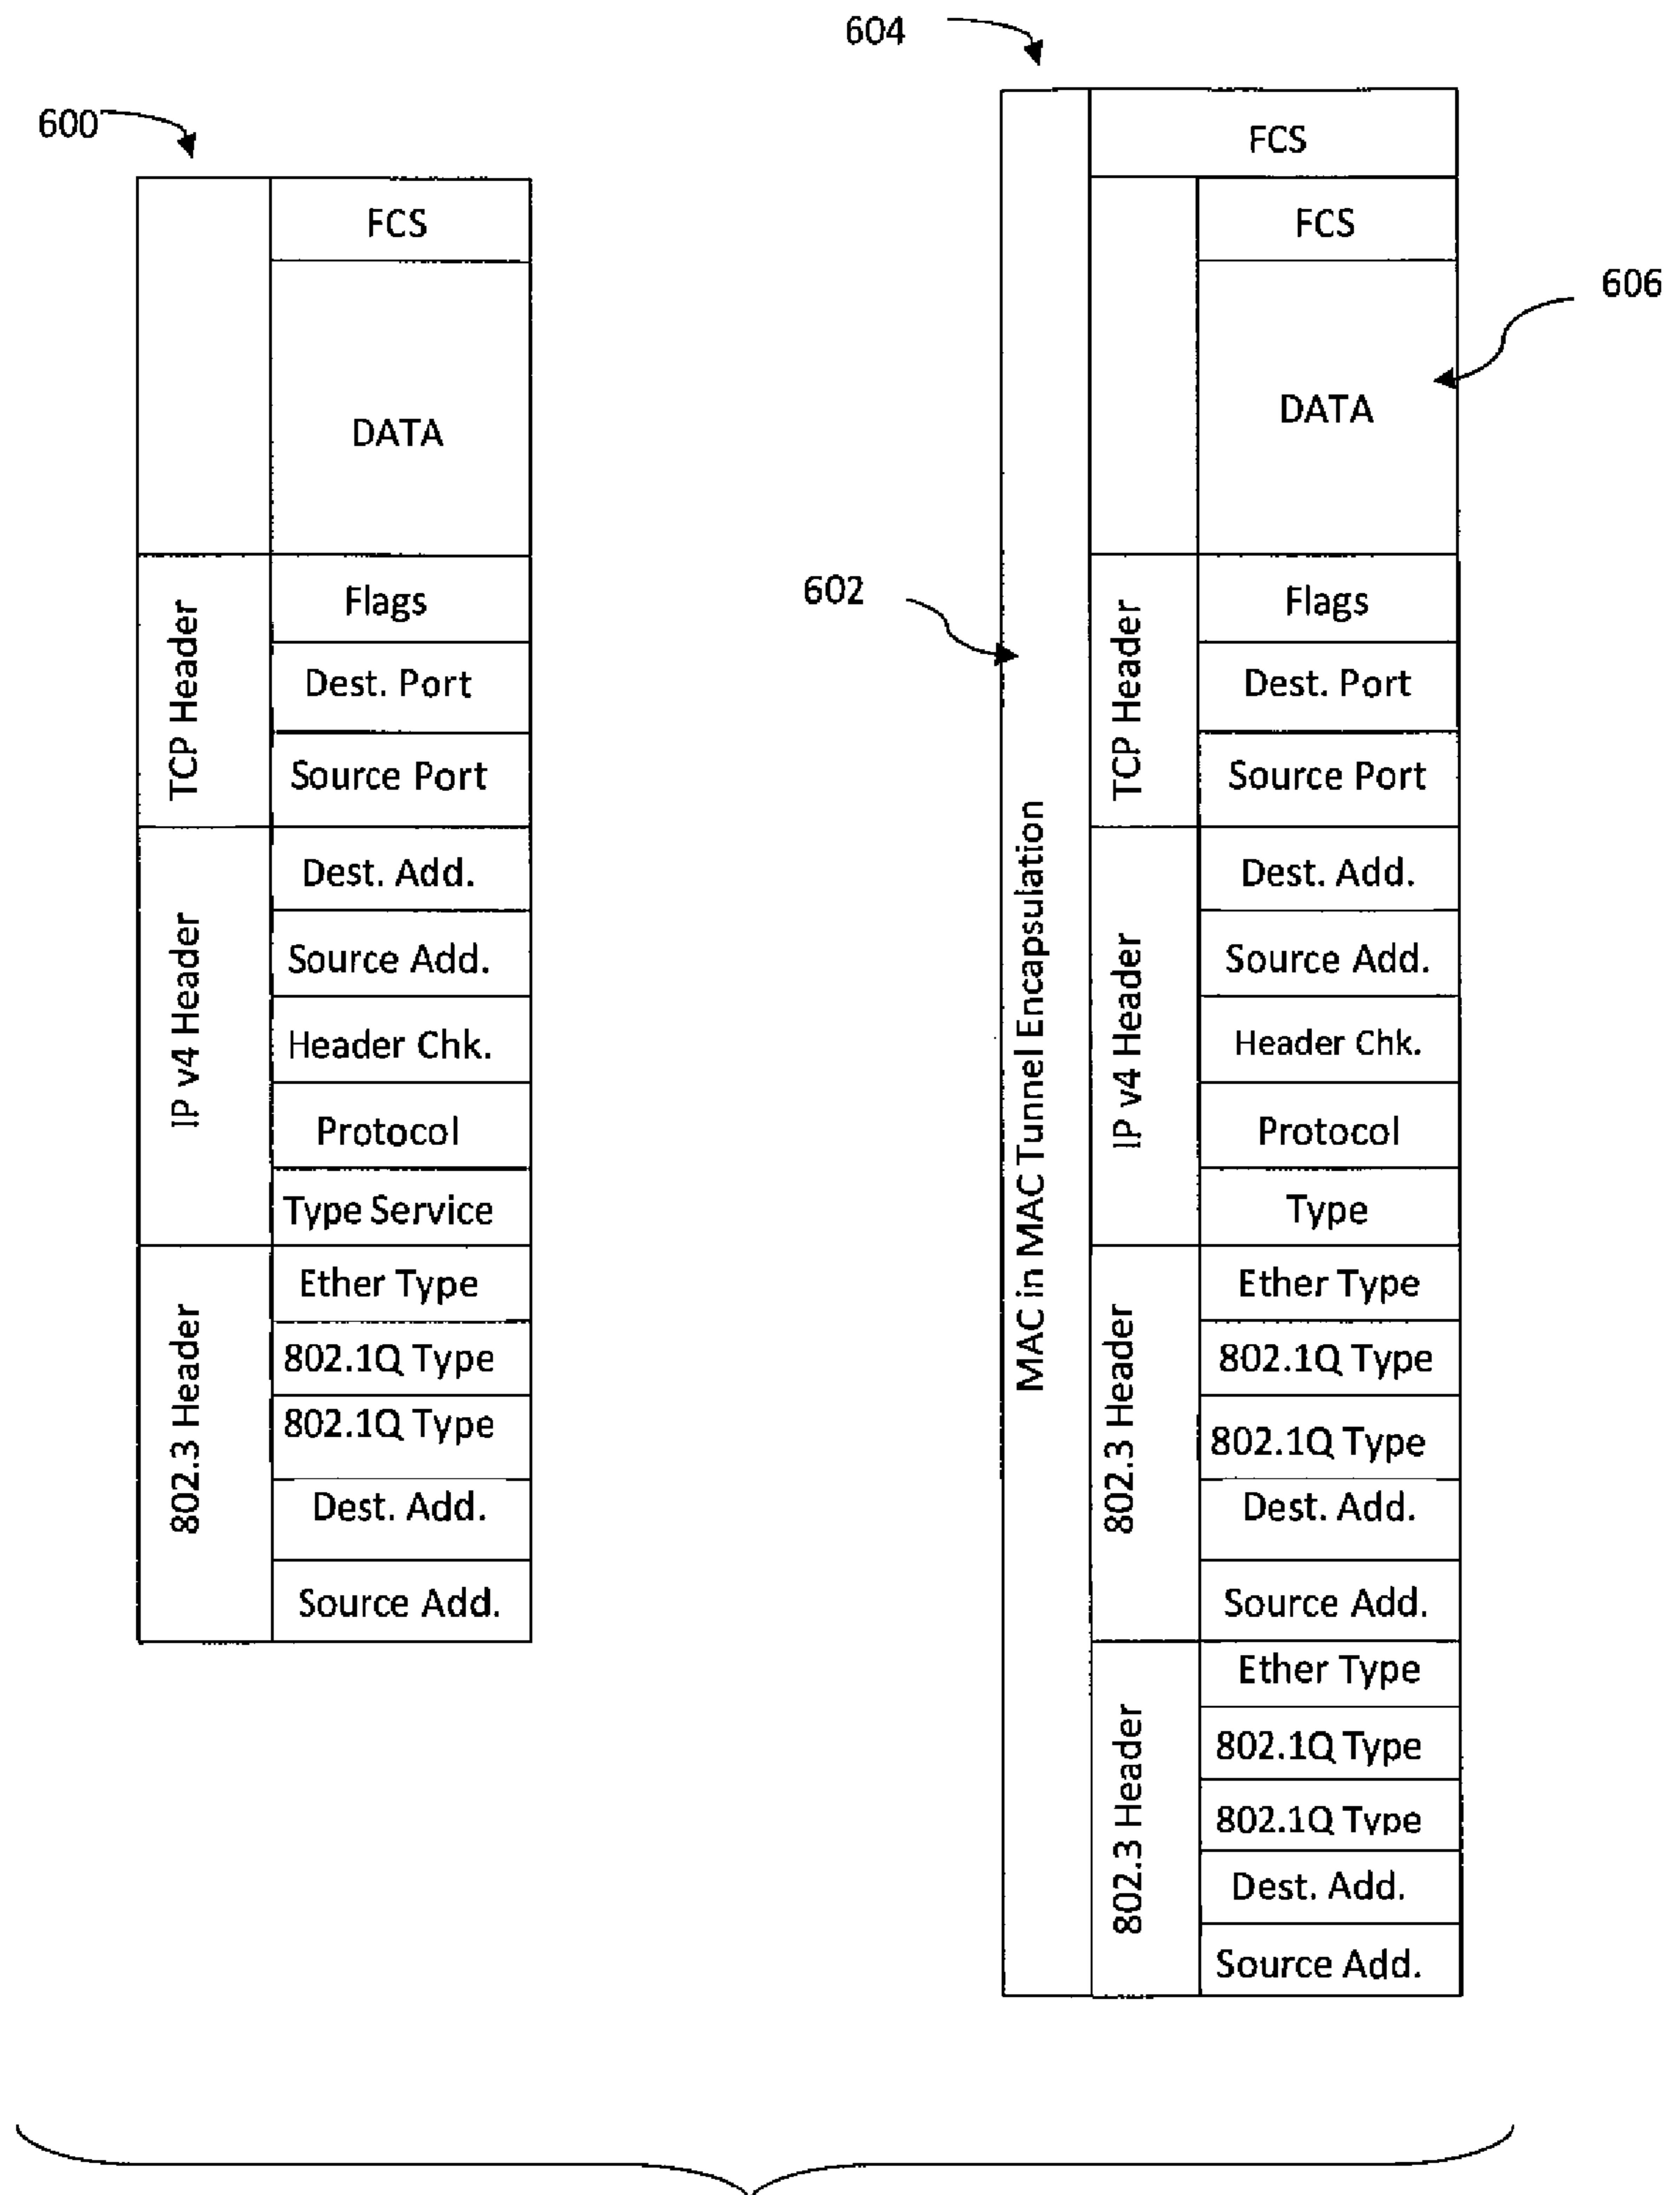 600
FCS
DATA
TCP Header
Flags
Dest. Port
Source Port
IP v4 Header
Dest. Add.
Source Add.
Header Chk.
Protocol
Type Service
802.3 Header
Ether Type
802.1Q Type
802.1Q Type
Dest. Add.
Source Add.
604
602
606
MAC in MAC Tunnel Encapsulation
FCS
FCS
DATA
TCP Header
Flags
Dest. Port
Source Port
IP v4 Header
Dest. Add.
Source Add.
Header Chk.
Protocol
Type
802.3 Header
Ether Type
802.1Q Type
802.1Q Type
Dest. Add.
Source Add.
802.3 Header
Ether Type
802.1Q Type
802.1Q Type
Dest. Add.
Source Add.